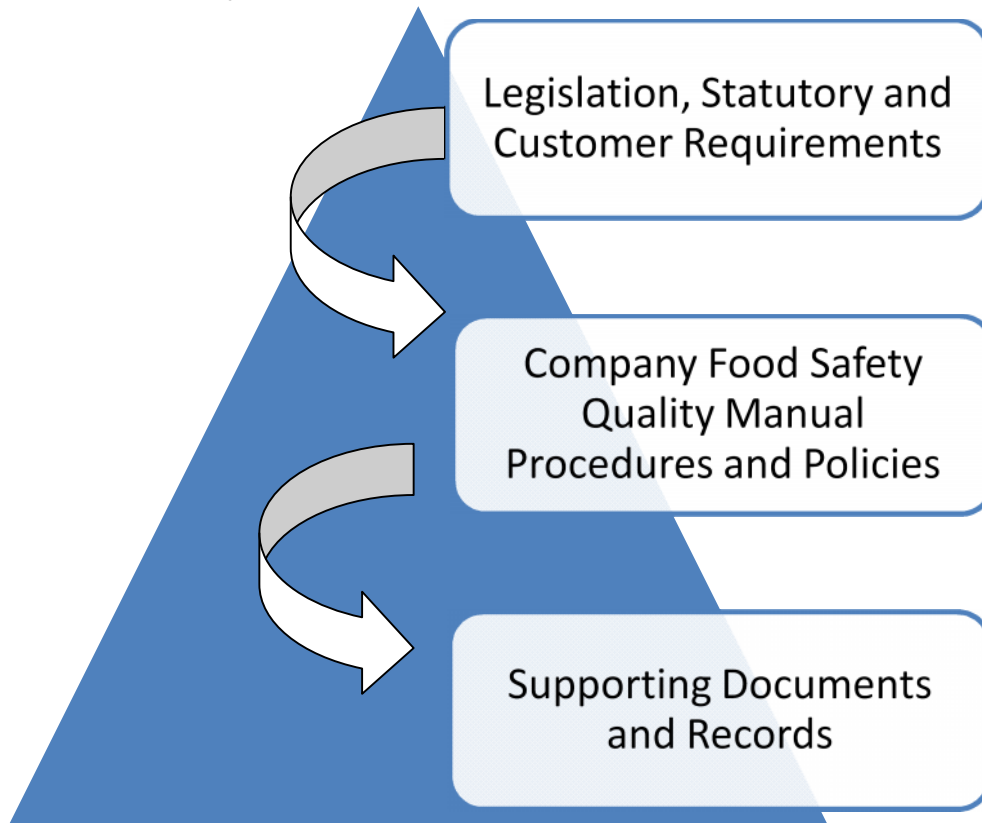 Legislation, Statutory and
Customer Requirements
Company Food Safety
Quality Manual
Procedures and Policies
Supporting Documents
and Records